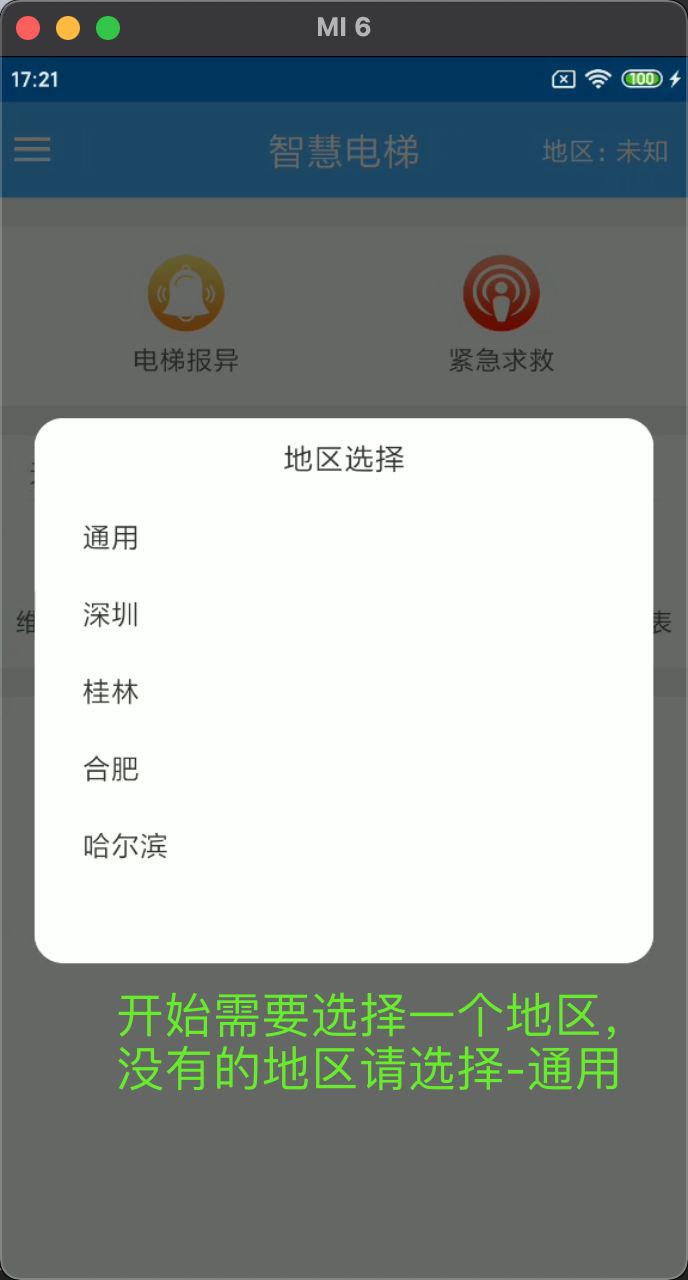 MI 6
17:21
100
智慧电梯
地区：未知
电梯报异
紧急求救
地区选择
通用
深圳
维
表
桂林
合肥
哈尔滨
开始需要选择一个地区，
没有的地区请选择-通用